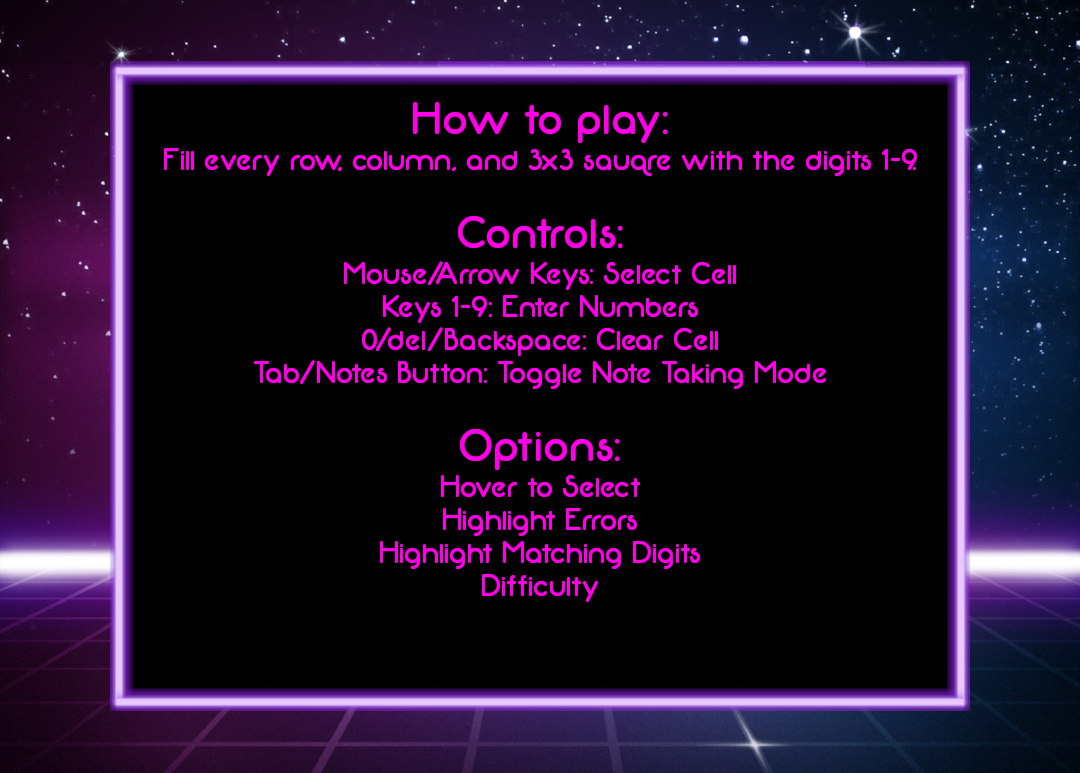 How to play:
Fill every row, column, and 3x3 sauqre with the digits 1-9.
Controls:
Mouse/Arrow Keys: Select Cell
Keys 1-9: Enter Numbers
0/del/Backspace: Clear Cell
Tab/Notes Button: Toggle Note Taking Mode
Options:
Hover to Select
Highlight Errors
Highlight Matching Digits
Difficulty